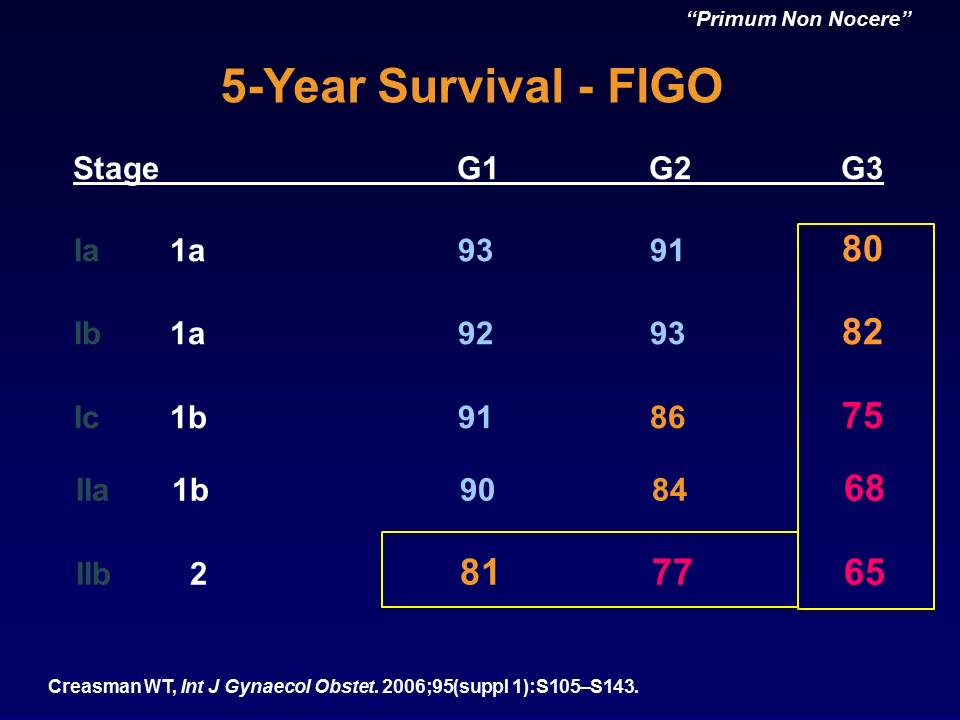 “Primum Non Nocere”
5-Year Survival - FIGO
Stage G1 G2 G3
Ia 1a 93 91 80
Ib 1a 92 93 82
Ic 1b 91 86 75
IIa 1b 90 84 68
IIb 2 81 77 65
Creasman WT, Int J Gynaecol Obstet. 2006;95(suppl 1):S105–S143.